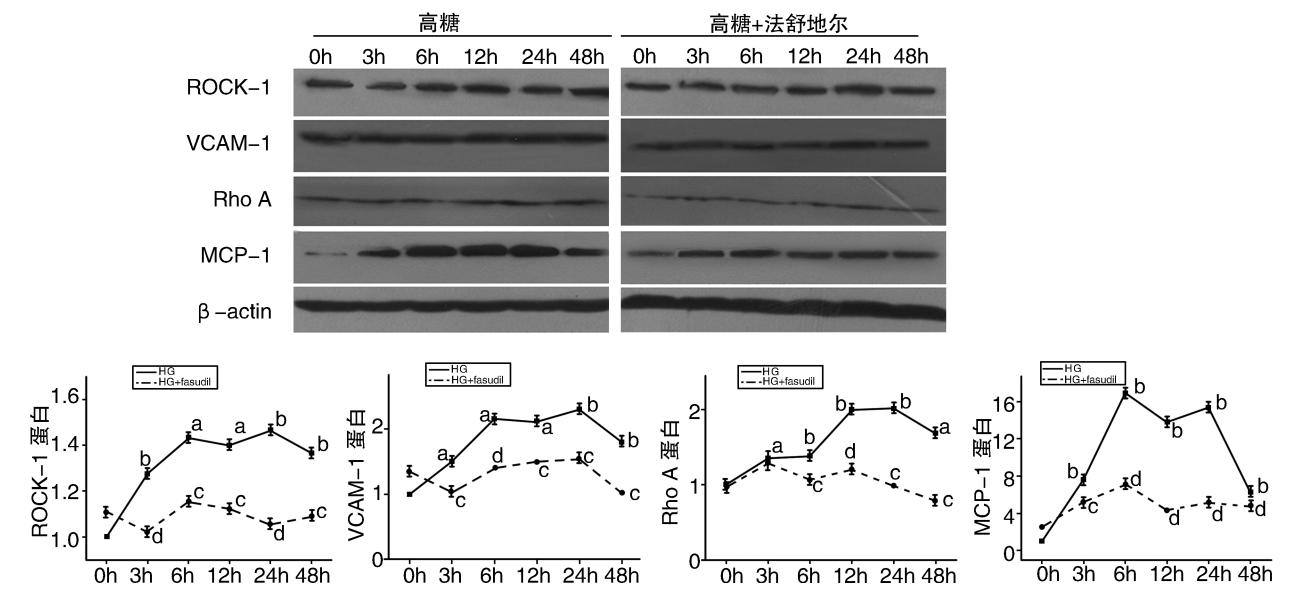 高糖 高糖+法舒地尔
0h 3h 6h 12h 24h 48h 0h 3h 6h 12h 24h 48h
ROCK-1
VCAM-1
Rho A
MCP-1
β-actin
HG
HG+fasudil
ROCK-1 蛋白
1.6
1.4
1.2
1.0
b
a
a
b
b
d
c
c
d
c
0h 3h 6h 12h 24h 48h
HG
HG+fasudil
VCAM-1 蛋白
2
1
0
a
a
a
b
b
c
d
c
c
c
0h 3h 6h 12h 24h 48h
HG
HG+fasudil
Rho A 蛋白
2
1
0
a
b
b
c
a
c
d
c
c
0h 3h 6h 12h 24h 48h
HG
HG+fasudil
MCP-1 蛋白
16
12
8
4
0
b
b
b
b
b
c
d
d
d
d
0h 3h 6h 12h 24h 48h